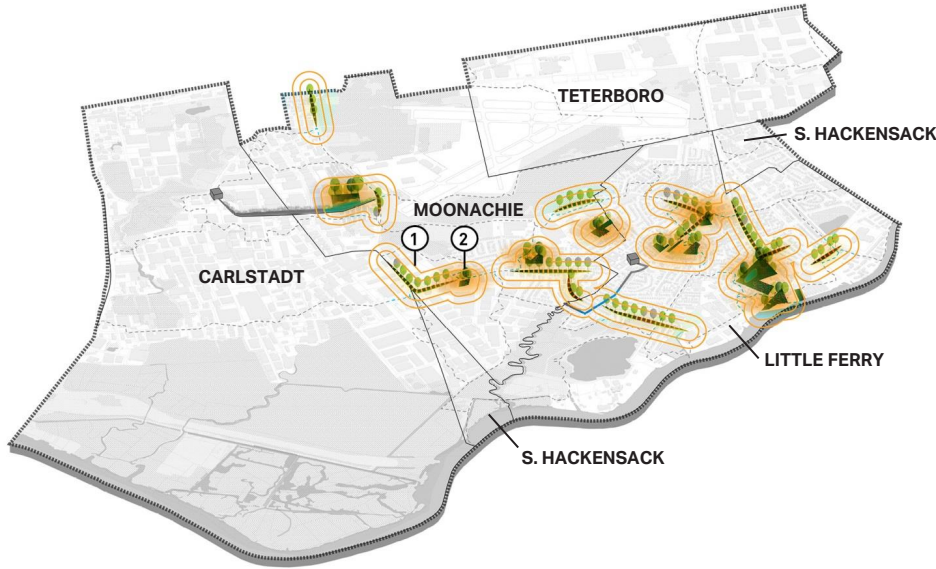 TETERBORO
S. HACKENSACK
MOONACHIE
1
2
CARLSTADT
LITTLE FERRY
S. HACKENSACK